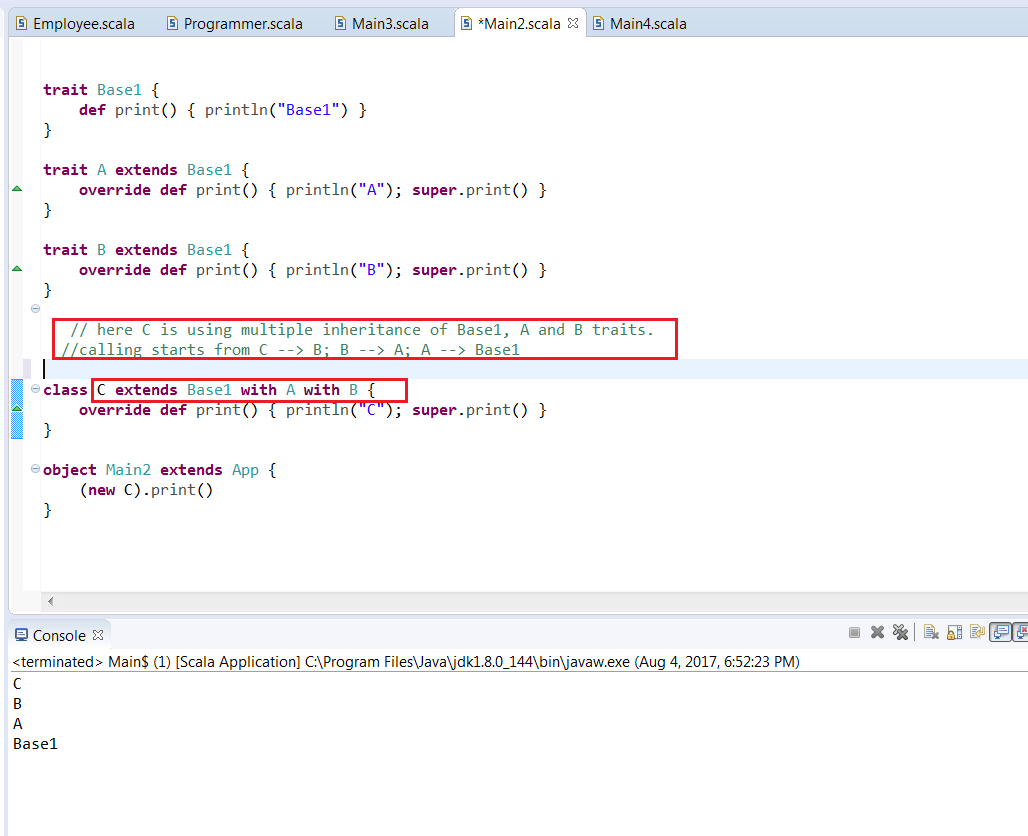 Employee.scala Programmer.scala Main3.scala *Main2.scala Main4.scala
trait Base1 {
def print() { println("Base1") }
}
trait A extends Base1 {
override def print() { println("A"); super.print() }
}
trait B extends Base1 {
override def print() { println("B"); super.print() }
}
// here C is using multiple inheritance of Base1, A and B traits.
//calling starts from C --> B; B --> A; A --> Base1
class C extends Base1 with A with B {
override def print() { println("C"); super.print() }
}
object Main2 extends App {
(new C).print()
}
Console
<terminated> Main$ (1) [Scala Application] C:\Program Files\Java\jdk1.8.0_144\bin\javaw.exe (Aug 4, 2017, 6:52:23 PM)
C
B
A
Base1